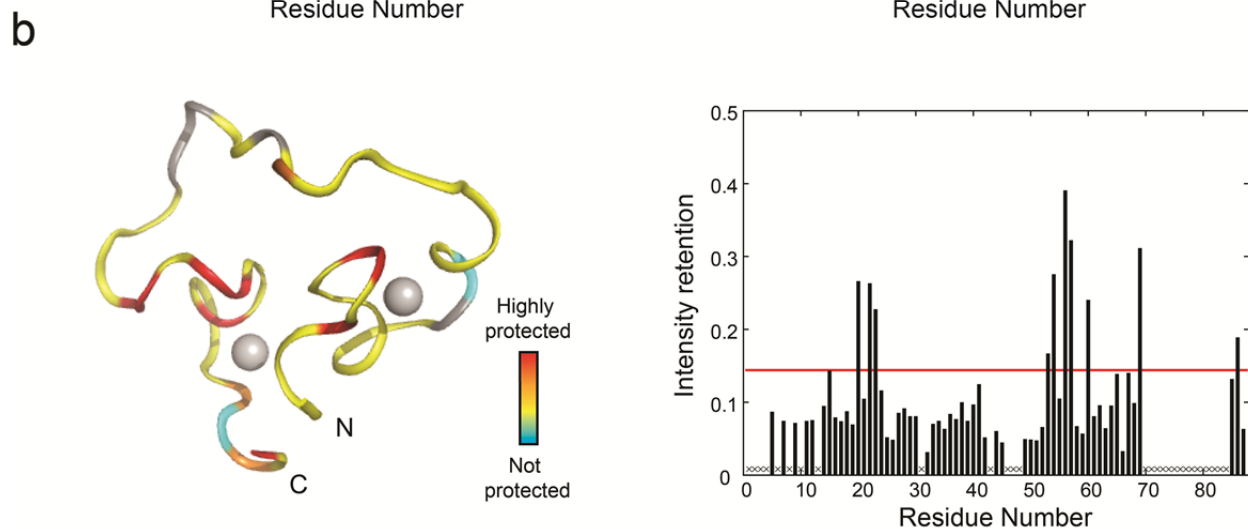 Residue Number
Residue Number
b
Highly
protected
Not
protected
N
C
Intensity retention
0.5
0.4
0.3
0.2
0.1
0
0 10 20 30 40 50 60 70 80
Residue Number